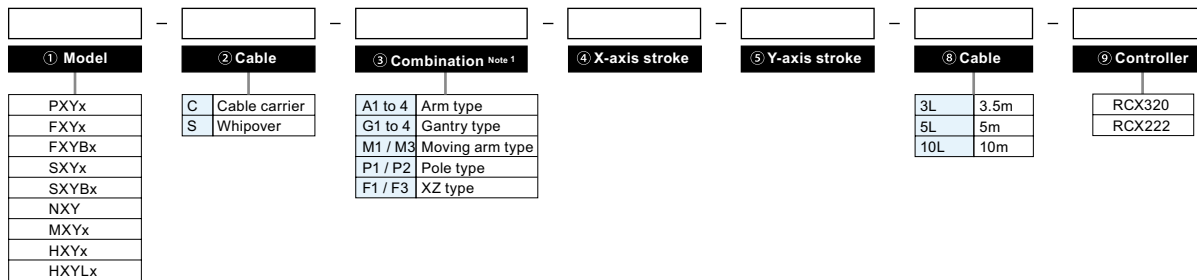 – – – – – –
① Model ② Cable ③ Combination Note 1 ④ X-axis stroke ⑤ Y-axis stroke ⑧ Cable ⑨ Controller
PXYx C Cable carrier A1 to 4 Arm type 3L 3.5m RCX320
FXYx S Whipover G1 to 4 Gantry type 5L 5m RCX222
FXYBx M1 / M3 Moving arm type 10L 10m
SXYx P1 / P2 Pole type
SXYBx F1 / F3 XZ type
NXY
MXYx
HXYx
HXYLx